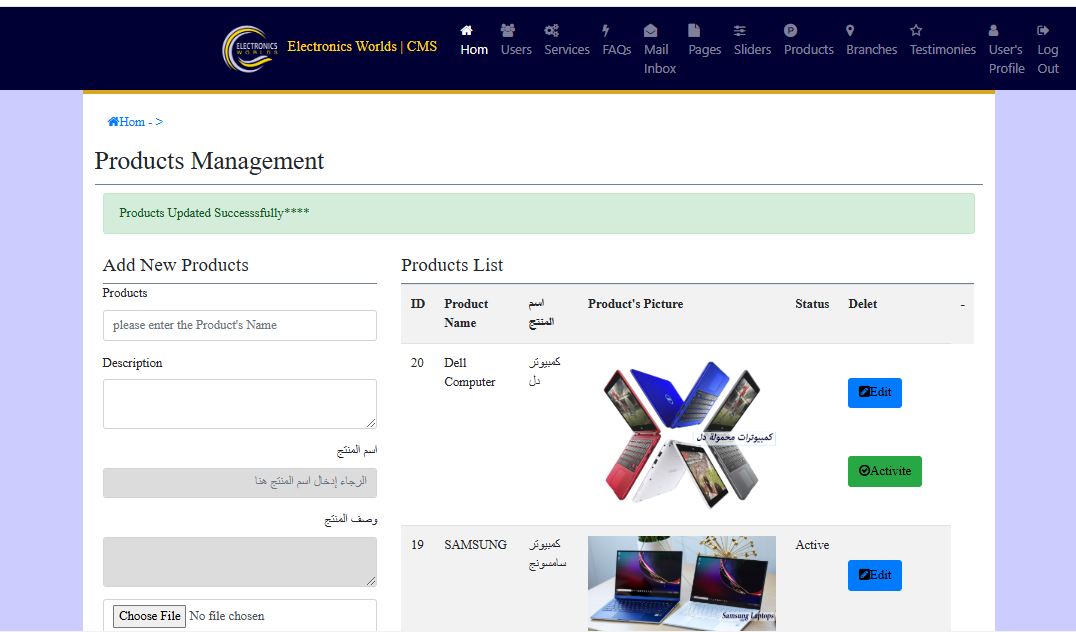 ELECTRONICS
WORLDS
Electronics Worlds | CMS
Hom
Users
Services
FAQs
Mail
Inbox
Pages
Sliders
Products
Branches
Testimonies
User's
Profile
Log
Out
Hom - >
Products Management
Products Updated Successsfully****
Add New Products
Products
please enter the Product's Name
Description
اسم المنتج
الرجاء إدخال اسم المنتج هنا
وصف المنتج
Choose File No file chosen
Products List
ID
Product
Name
اسم
المنتج
Product's Picture
Status
Delet
-
20
Dell
Computer
كمبيوتر
دل
كمبيوترات محمولة دل
Edit
Activite
19
SAMSUNG
كمبيوتر
سامسونج
Samsung Laptops
Active
Edit